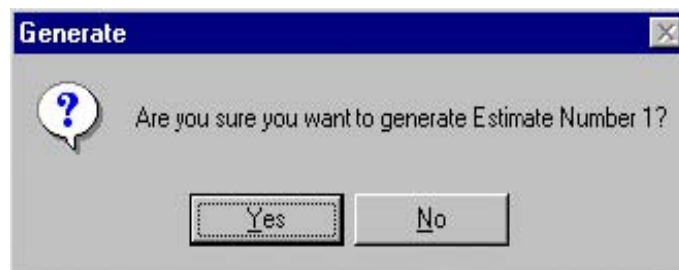 Generate
Are you sure you want to generate Estimate Number 1?
Yes No